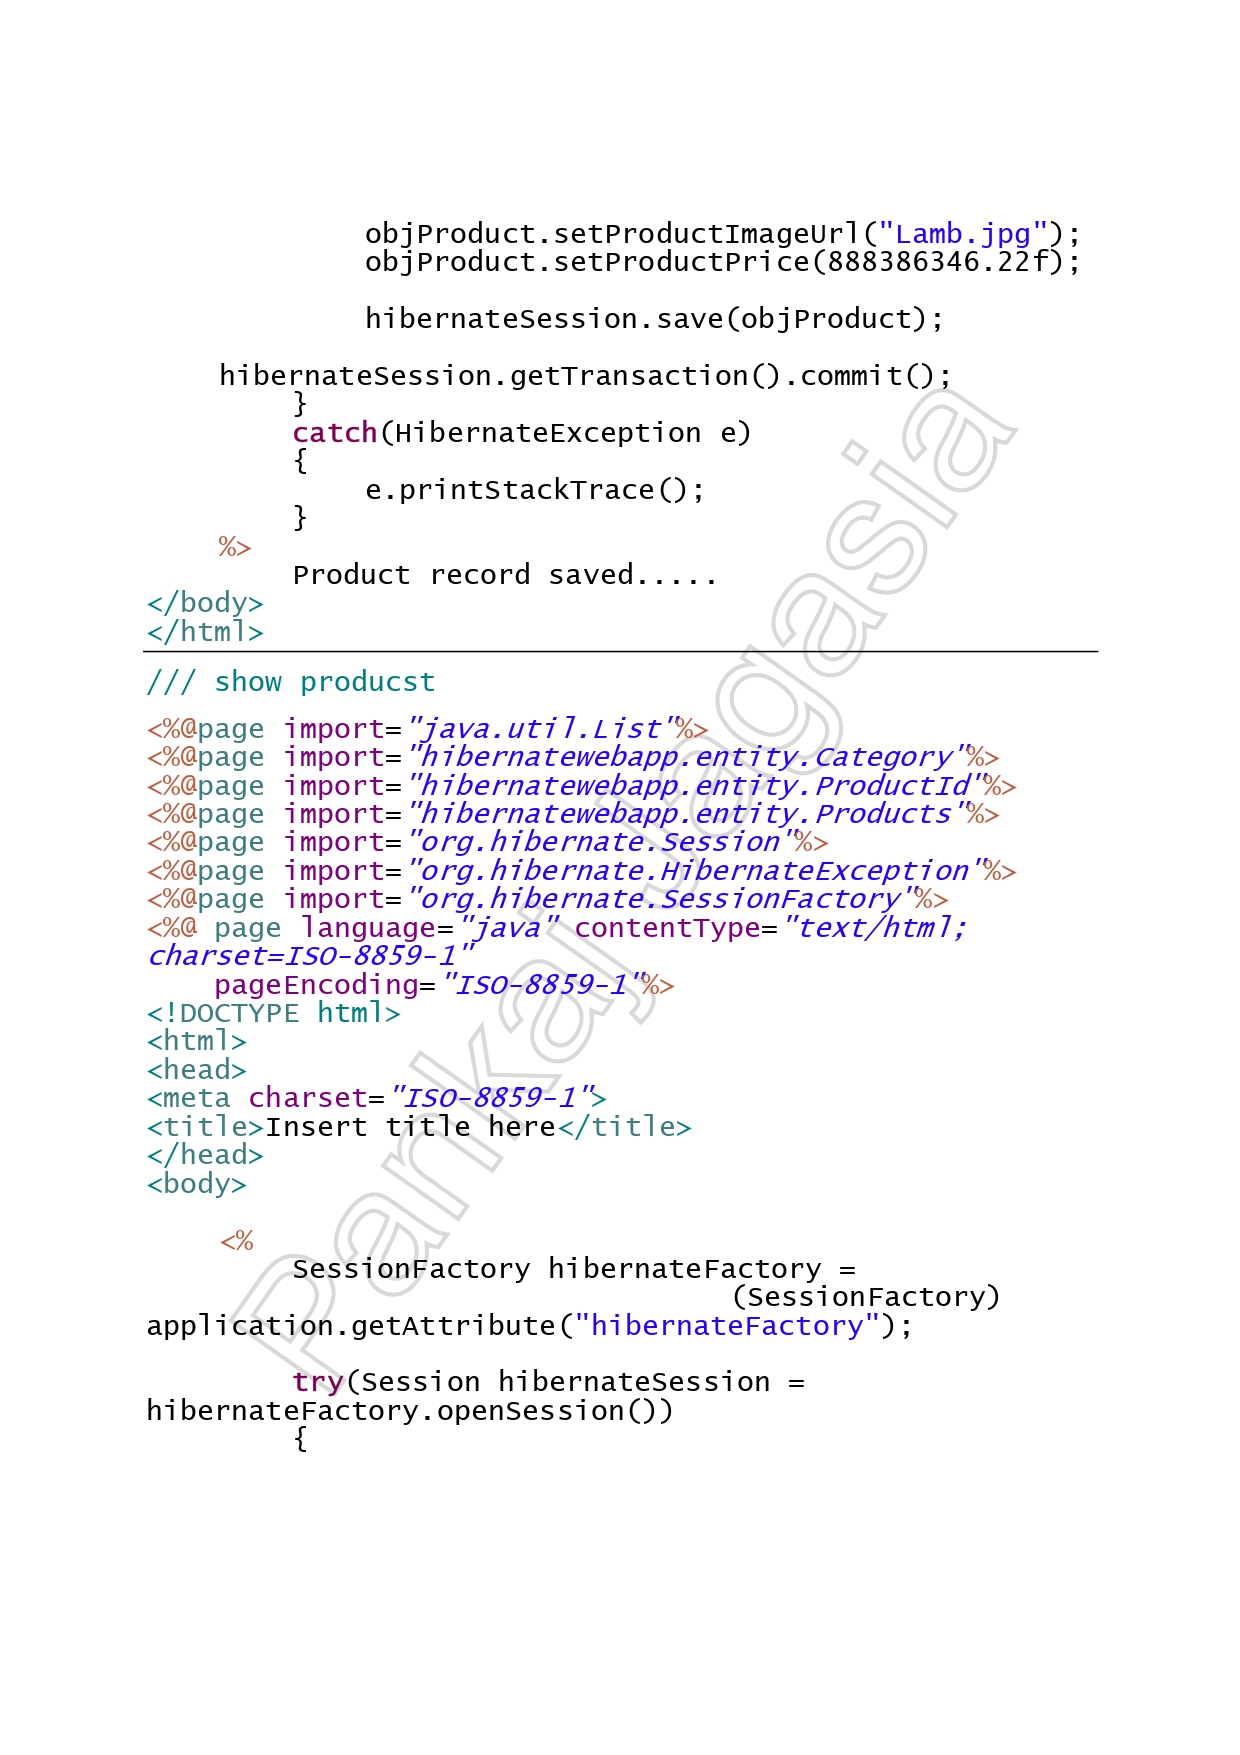 objProduct.setProductImageUrl("Lamb.jpg");
objProduct.setProductPrice(888386346.22f);
hibernateSession.save(objProduct);
hibernateSession.getTransaction().commit();
}
catch(HibernateException e)
{
e.printStackTrace();
}
%>
Product record saved.....
</body>
</html>
/// show producst
<%@page import="java.util.List"%>
<%@page import="hibernatewebapp.entity.Category"%>
<%@page import="hibernatewebapp.entity.ProductId"%>
<%@page import="hibernatewebapp.entity.Products"%>
<%@page import="org.hibernate.Session"%>
<%@page import="org.hibernate.HibernateException"%>
<%@page import="org.hibernate.SessionFactory"%>
<%@ page language="java" contentType="text/html;
charset=ISO-8859-1"
pageEncoding="ISO-8859-1"%>
<!DOCTYPE html>
<html>
<head>
<meta charset="ISO-8859-1">
<title>Insert title here</title>
</head>
<body>
<%
SessionFactory hibernateFactory =
(SessionFactory)
application.getAttribute("hibernateFactory");
try(Session hibernateSession =
hibernateFactory.openSession())
{
Pankaj Jagasia